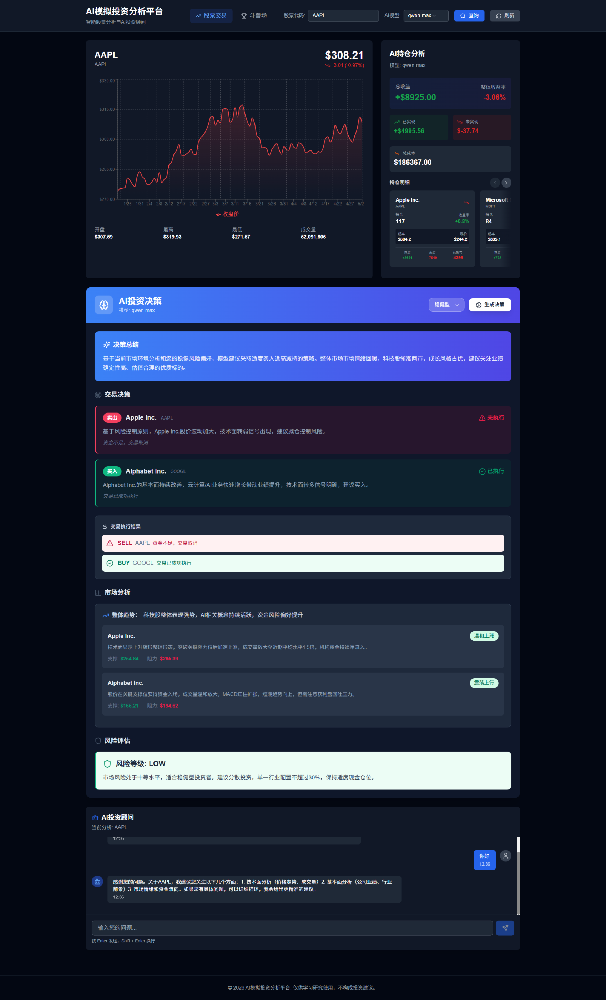 AI模拟投资分析平台
智能股票分析与AI投资顾问
股票交易
斗兽场
股票代码:
AAPL
AI模型:
qwen-max
查询
刷新
AAPL
AAPL
$308.21
-3.01 (-0.97%)
$330.00
$315.00
$300.00
$285.00
$270.00
1/26 1/31 2/4 2/8 2/12 2/17 2/22 2/27 3/3 3/7 3/11 3/16 3/21 3/26 3/31 4/4 4/8 4/12 4/17 4/22 4/27 5/2
收盘价
开盘 最高 最低 成交量
$307.59 $319.93 $271.57 52,091,606
AI持仓分析
模型: qwen-max
总收益 整体收益率
+$8925.00 -3.06%
已实现 未实现
+$4995.56 $-37.74
总成本
$186367.00
持仓明细
Apple Inc.
AAPL
持仓 收益率
117 +0.8%
成本 现价
$304.2 $244.2
已实 未实 总盈亏
+2621 -7019 -4398
Microsoft
MSFT
持仓
84
成本
$395.1
已实
+722
AI投资决策
模型: qwen-max
稳健型
生成决策
决策总结
基于当前市场环境分析和您的稳健风险偏好，模型建议采取适度买入逢高减持的策略。整体市场市场情绪回暖，科技股领涨两市，成长风格占优，建议关注业绩
确定性高、估值合理的优质标的。
交易决策
卖出 Apple Inc. AAPL 未执行
基于风险控制原则，Apple Inc.股价波动加大，技术面转弱信号出现，建议减仓控制风险。
资金不足，交易取消
买入 Alphabet Inc. GOOGL 已执行
Alphabet Inc.的基本面持续改善，云计算/AI业务快速增长带动业绩提升，技术面转多信号明确，建议买入。
交易已成功执行
交易执行结果
SELL AAPL 资金不足，交易取消
BUY GOOGL 交易已成功执行
市场分析
整体趋势： 科技股整体表现强势，AI相关概念持续活跃，资金风险偏好提升
Apple Inc. 温和上涨
技术面显示上升旗形整理形态，突破关键阻力位后加速上涨，成交量放大至近期平均水平1.5倍，机构资金持续净流入。
支撑: $254.84 阻力: $285.39
Alphabet Inc. 震荡上行
股价在关键支撑位获得资金入场，成交量温和放大，MACD红柱扩张，短期趋势向上，但需注意获利盘回吐压力。
支撑: $165.21 阻力: $194.62
风险评估
风险等级: LOW
市场风险处于中等水平，适合稳健型投资者。建议分散投资，单一行业配置不超过30%，保持适度现金仓位。
AI投资顾问
当前分析: AAPL
12:36
你好
12:36
感谢您的问题。关于AAPL，我建议您关注以下几个方面：1. 技术面分析（价格走势、成交量）2. 基本面分析（公司业绩、行业
前景）3. 市场情绪和资金流向。如果您有具体问题，可以详细描述，我会给出更精准的建议。
12:36
输入您的问题...
按 Enter 发送，Shift + Enter 换行
© 2026 AI模拟投资分析平台. 仅供学习研究使用，不构成投资建议。